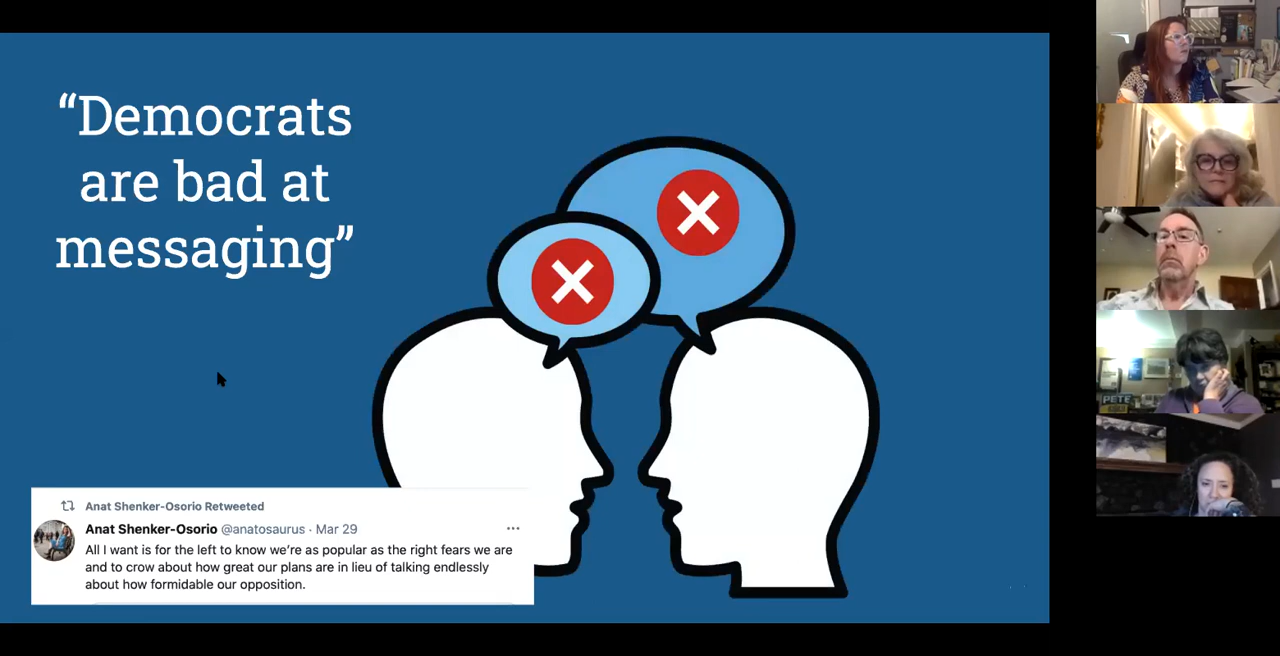 “Democrats
are bad at
messaging”
Anat Shenker-Osorio Retweeted
Anat Shenker-Osorio @anatosaurus · Mar 29
All I want is for the left to know we’re as popular as the right fears we are
and to crow about how great our plans are in lieu of talking endlessly
about how formidable our opposition.
PETE